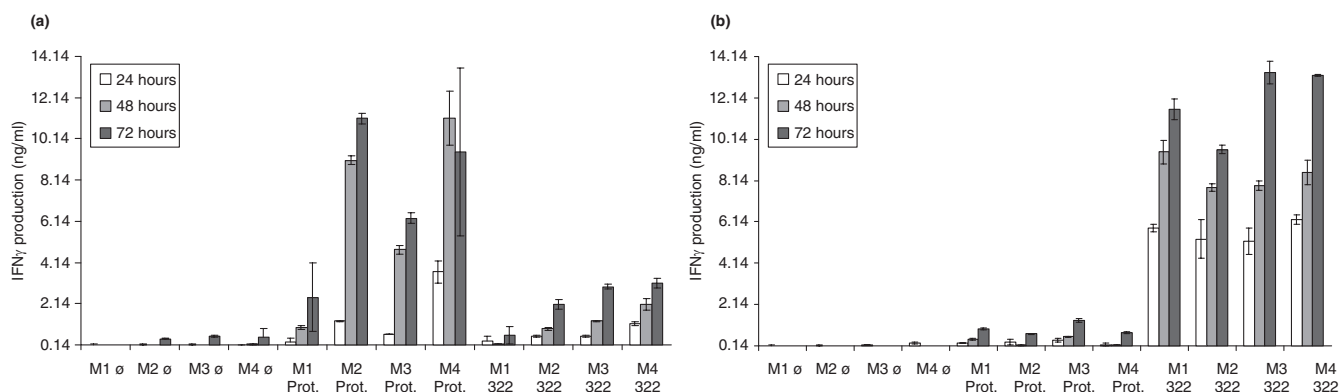 (a)
14.14
12.14
10.14
8.14
6.14
4.14
2.14
0.14
IFNγ production (ng/ml)
24 hours
48 hours
72 hours
M1 ø M2 ø M3 ø M4 ø M1 M2 M3 M4 M1 M2 M3 M4
Prot. Prot. Prot. Prot. 322 322 322 322
(b)
14.14
12.14
10.14
8.14
6.14
4.14
2.14
0.14
IFNγ production (ng/ml)
24 hours
48 hours
72 hours
M1 ø M2 ø M3 ø M4 ø M1 M2 M3 M4 M1 M2 M3 M4
Prot. Prot. Prot. Prot. 322 322 322 322